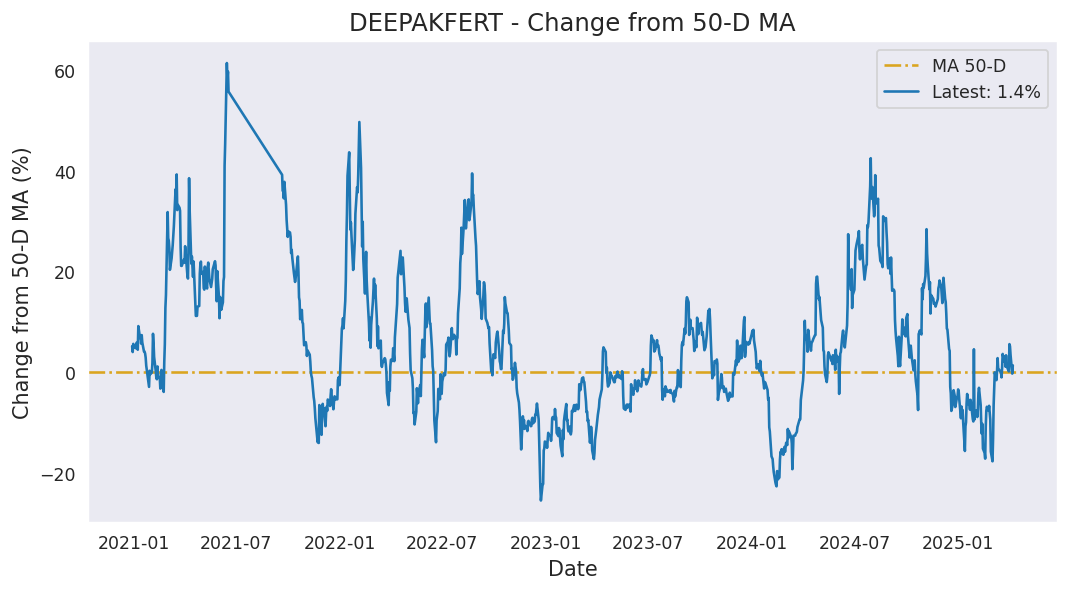 DEEPAKFERT - Change from 50-D MA
MA 50-D
Latest: 1.4%
Change from 50-D MA (%)
60
40
20
0
−20
2021-01
2021-07
2022-01
2022-07
2023-01
2023-07
2024-01
2024-07
2025-01
Date